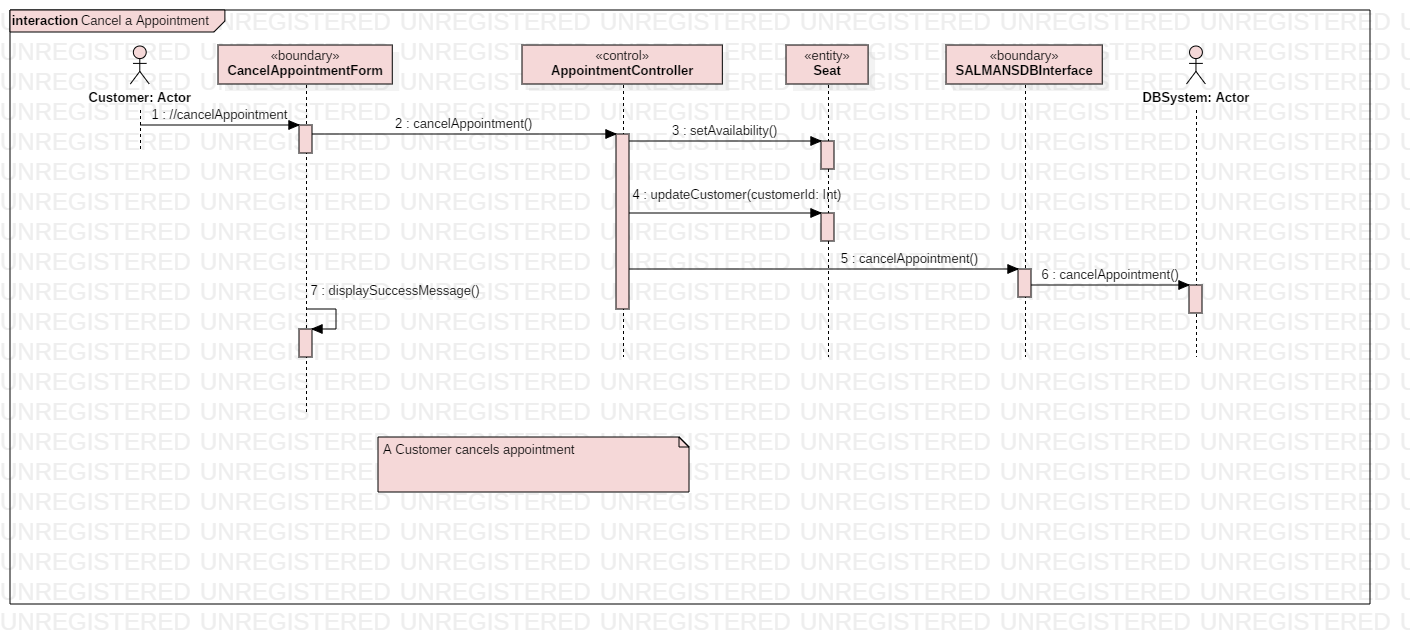 interaction Cancel a Appointment
«boundary»
CancelAppointmentForm
«control»
AppointmentController
«entity»
Seat
«boundary»
SALMANSDBInterface
Customer: Actor
DBSystem: Actor
1 : //cancelAppointment
2 : cancelAppointment()
3 : setAvailability()
4 : updateCustomer(customerId: Int)
5 : cancelAppointment()
6 : cancelAppointment()
7 : displaySuccessMessage()
A Customer cancels appointment
UNREGISTERED